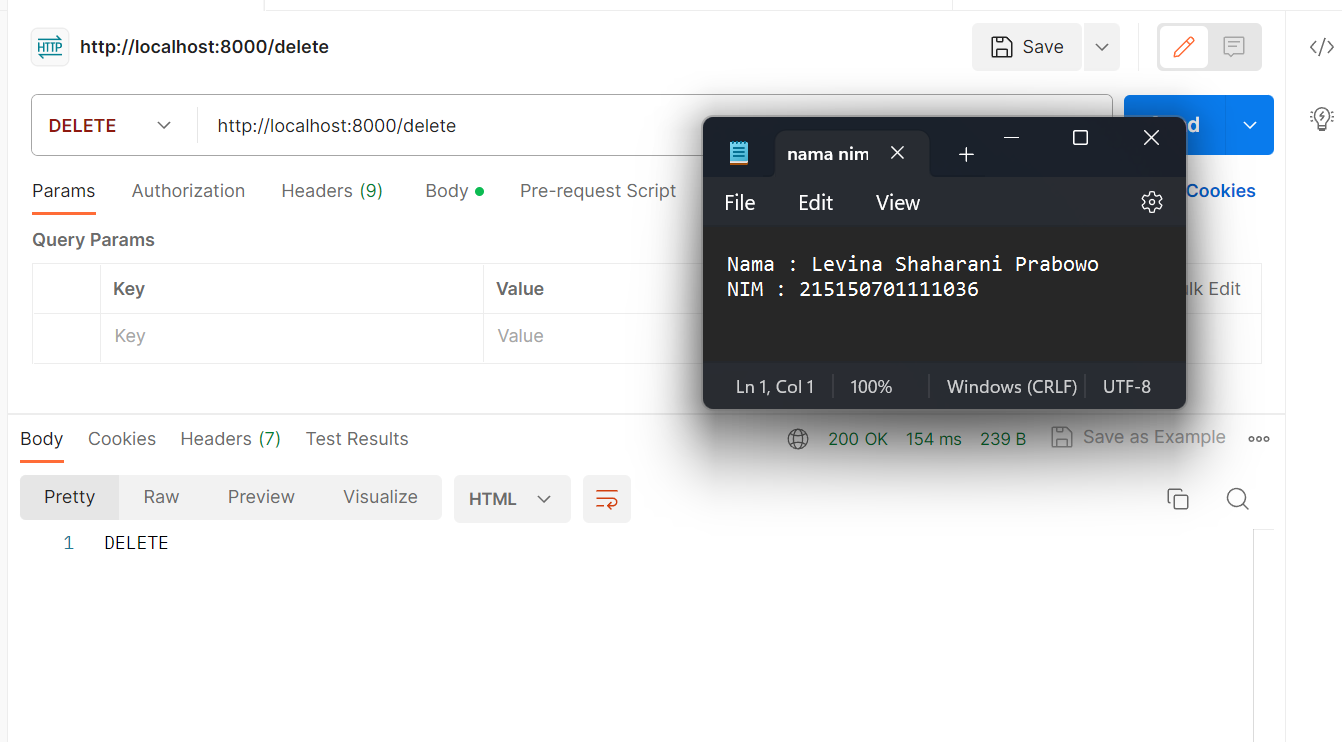 HTTP http://localhost:8000/delete Save
DELETE http://localhost:8000/delete
nama nim
Params Authorization Headers (9) Body Pre-request Script Cookies
File Edit View
Query Params
Key Value Edit
Key Value
Nama : Levina Shaharani Prabowo
NIM : 215150701111036
Ln 1, Col 1 100% Windows (CRLF) UTF-8
Body Cookies Headers (7) Test Results 200 OK 154 ms 239 B Save as Example
Pretty Raw Preview Visualize HTML
1 DELETE